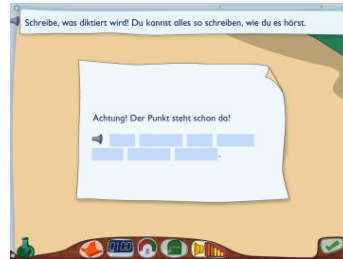 Schreibe, was diktiert wird! Du kannst alles so schreiben, wie du es hörst.
Achtung! Der Punkt steht schon da!
.
0100